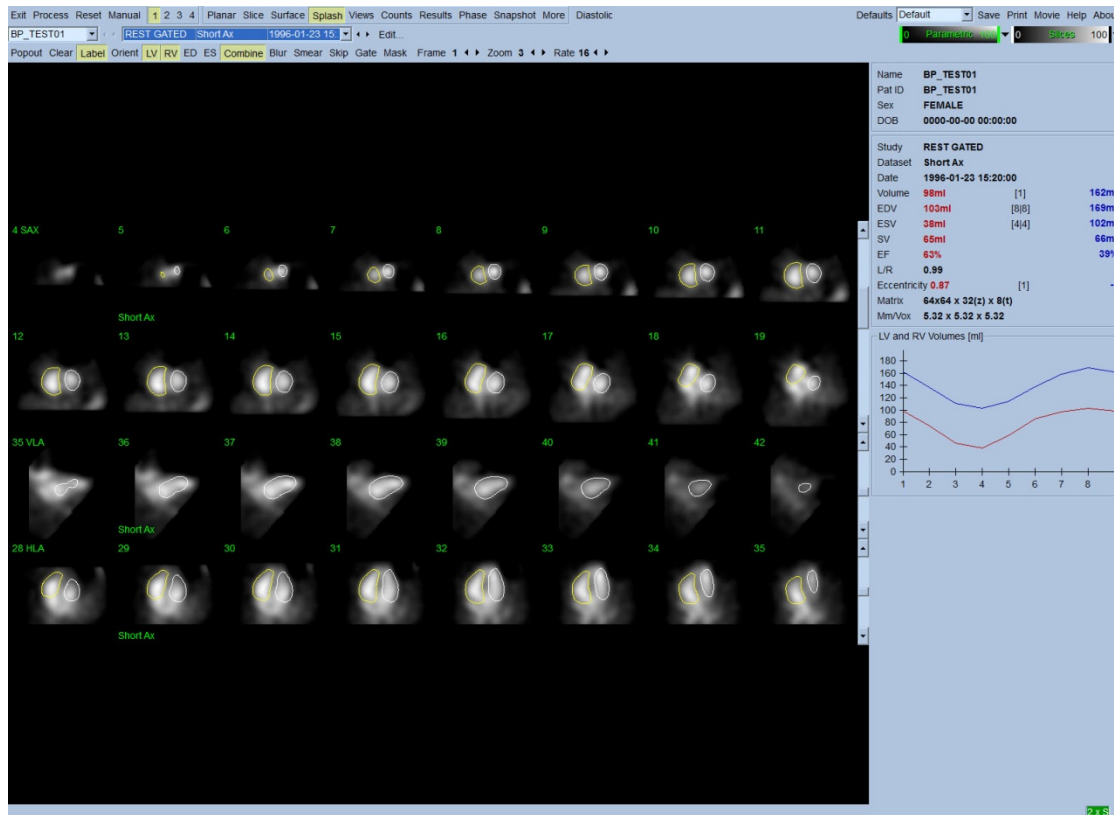 Exit Process Reset Manual 1 2 3 4 Planar Slice Surface Splash Views Counts Results Phase Snapshot More Diastolic Defaults Default Save Print Movie Help Abou
BP_TEST01 REST GATED Short Ax 1996-01-23 15: Edit... 0 Parametric 100 0 Slices 100
Popout Clear Label Orient LV RV ED ES Combine Blur Smear Skip Gate Mask Frame 1 Zoom 3 Rate 16
Name BP_TEST01
Pat ID BP_TEST01
Sex FEMALE
DOB 0000-00-00 00:00:00
Study REST GATED
Dataset Short Ax
Date 1996-01-23 15:20:00
Volume 98ml [1] 162m
EDV 103ml [8|8] 169m
ESV 38ml [4|4] 102m
SV 65ml 66m
EF 63% 39%
L/R 0.99
Eccentricity 0.87 [1] -
Matrix 64x64 x 32(z) x 8(t)
Mm/Vox 5.32 x 5.32 x 5.32
LV and RV Volumes [ml]
180
160
140
120
100
80
60
40
20
0
1 2 3 4 5 6 7 8
4 SAX 5 6 7 8 9 10 11
Short Ax
12 13 14 15 16 17 18 19
35 VLA 36 37 38 39 40 41 42
Short Ax
28 HLA 29 30 31 32 33 34 35
Short Ax
2 x S